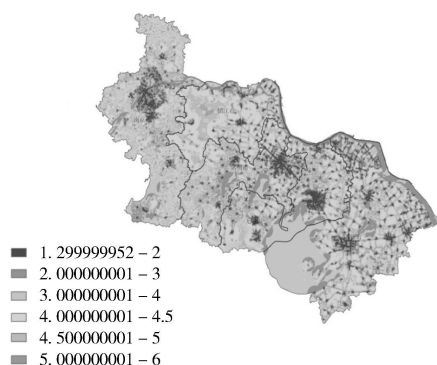 1. 299999952 – 2
2. 000000001 – 3
3. 000000001 – 4
4. 000000001 – 4.5
4. 500000001 – 5
5. 000000001 – 6